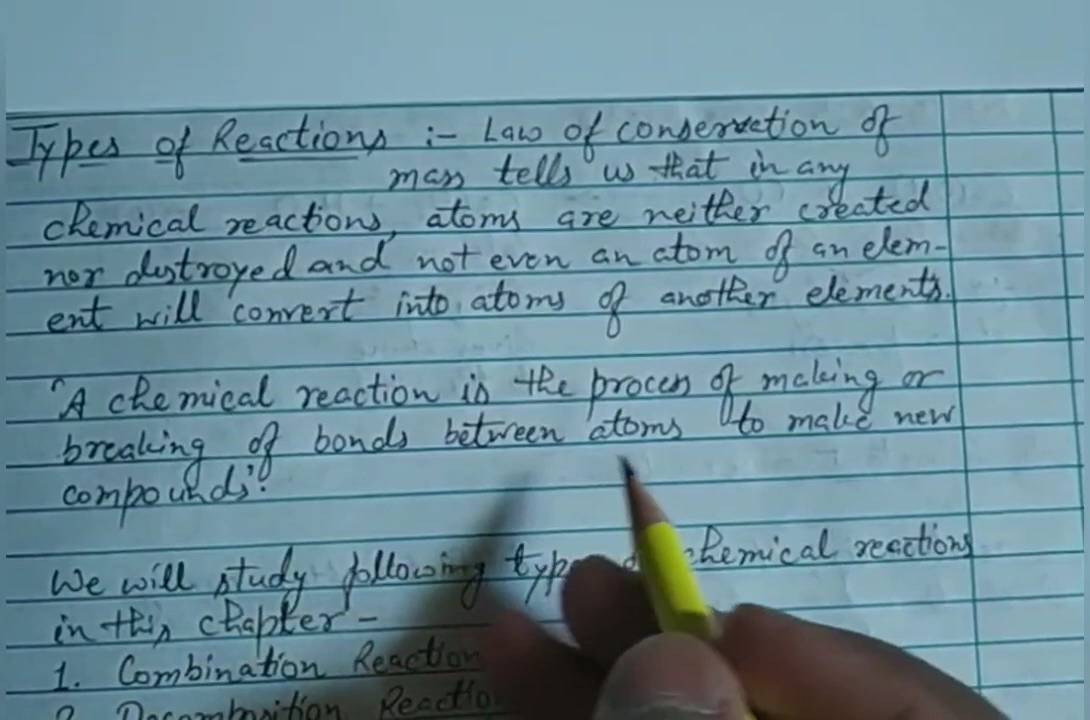 Types of Reactions :- Law of conservation of
mass tells us that in any
chemical reactions, atoms are neither created
nor destroyed and not even an atom of an elem-
ent will convert into atoms of another elements.
"A chemical reaction is the process of making or
breaking of bonds between atoms to make new
compounds".
We will study following chemical reactions
in this chapter -
1. Combination Reaction
2. Decomposition Reactio